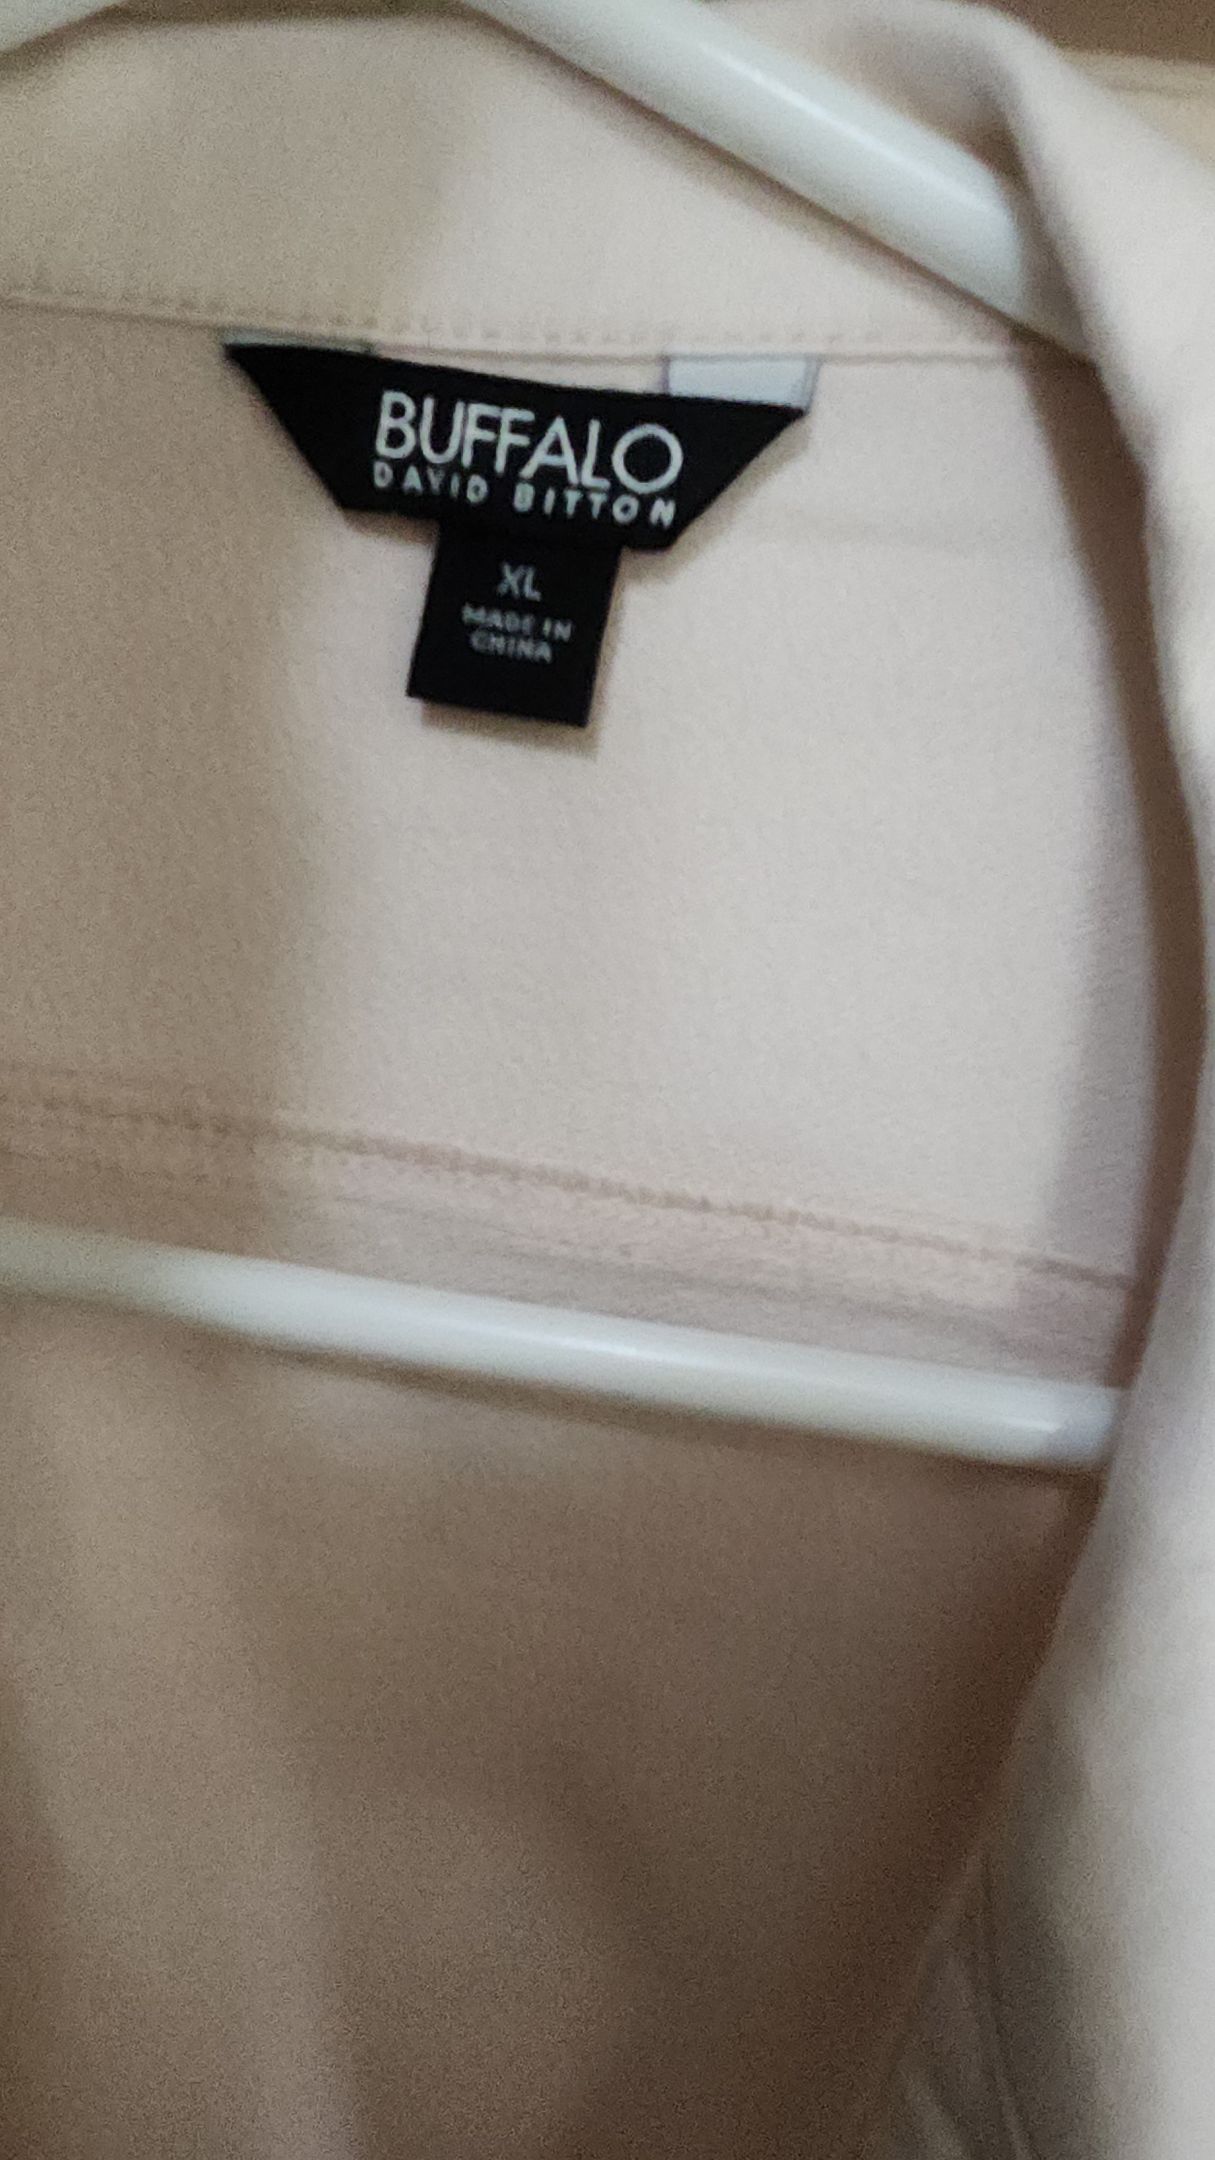 BUFFALO
DAVID BITTON
XL
MADE IN
CHINA